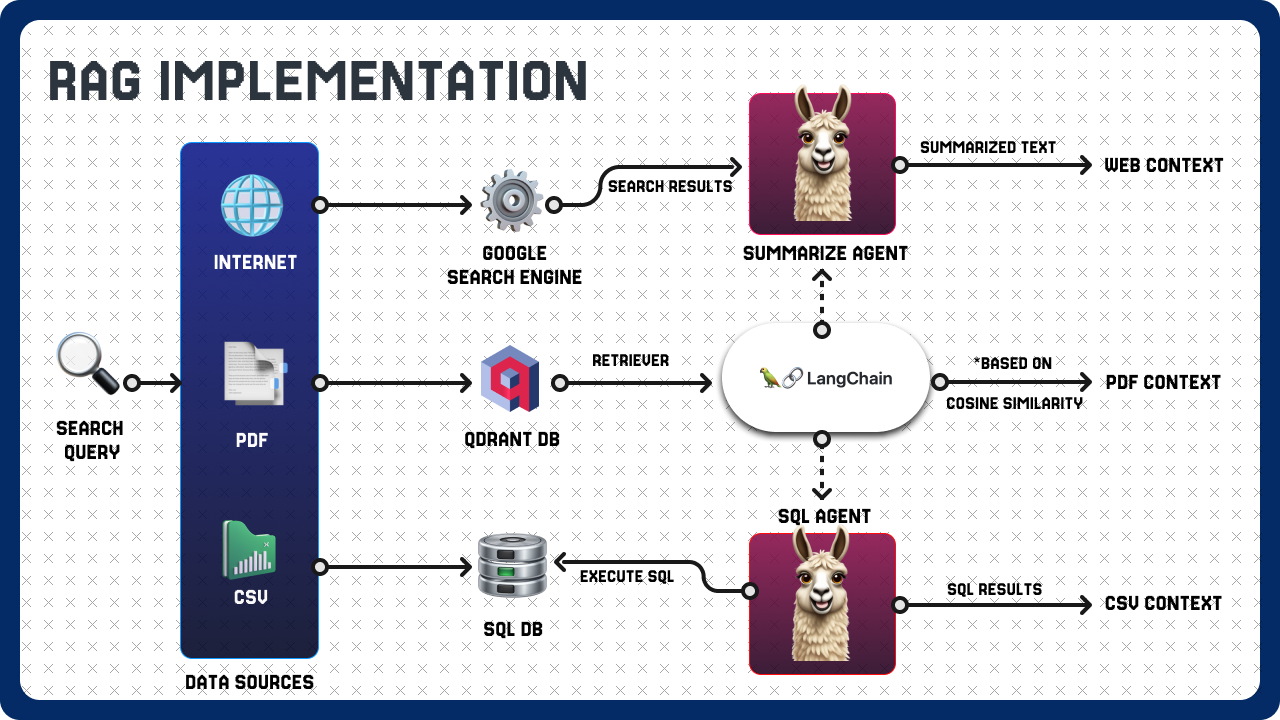 RAG IMPLEMENTATION
SEARCH
QUERY
INTERNET
PDF
CSV
DATA SOURCES
GOOGLE
SEARCH ENGINE
SEARCH RESULTS
SUMMARIZE AGENT
SUMMARIZED TEXT
WEB CONTEXT
QDRANT DB
RETRIEVER
LangChain
*BASED ON
COSINE SIMILARITY
PDF CONTEXT
SQL DB
EXECUTE SQL
SQL AGENT
SQL RESULTS
CSV CONTEXT